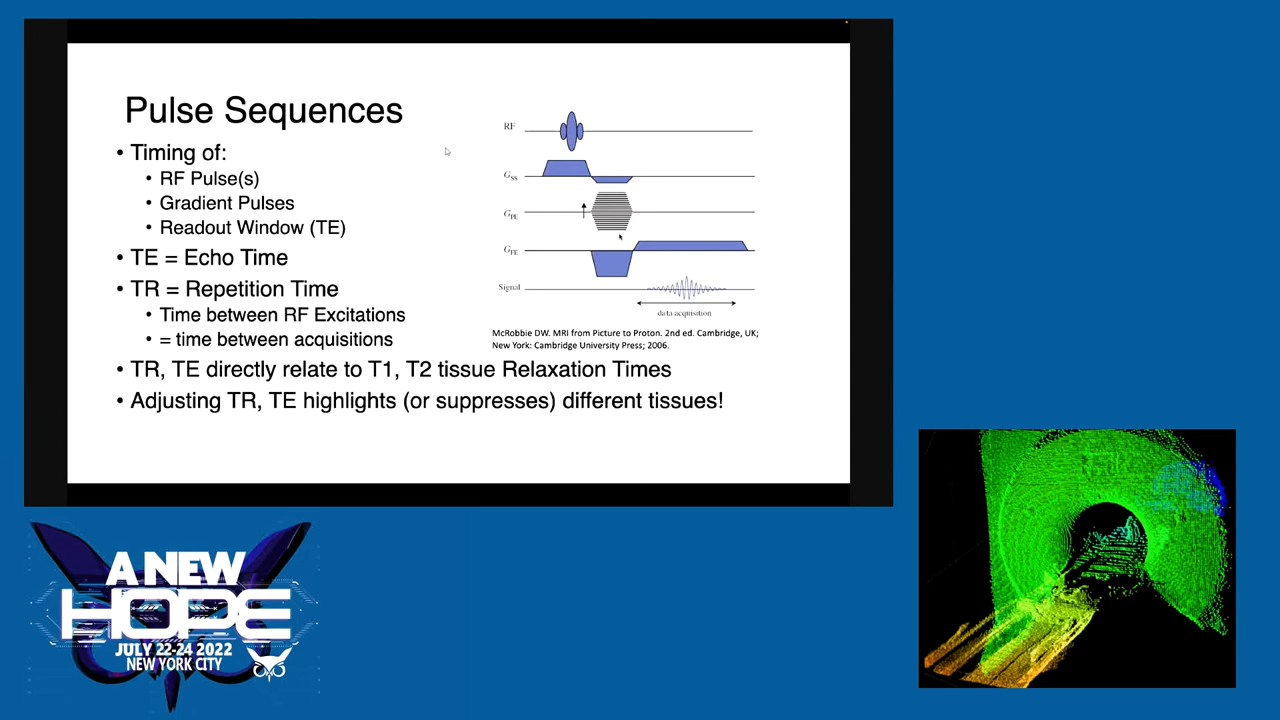 Pulse Sequences
• Timing of:
• RF Pulse(s)
• Gradient Pulses
• Readout Window (TE)
• TE = Echo Time
• TR = Repetition Time
• Time between RF Excitations
• = time between acquisitions
• TR, TE directly relate to T1, T2 tissue Relaxation Times
• Adjusting TR, TE highlights (or suppresses) different tissues!
RF
GSS
GPE
GFE
Signal
data acquisition
McRobbie DW. MRI from Picture to Proton. 2nd ed. Cambridge, UK;
New York: Cambridge University Press; 2006.
A NEW
HOPE
JULY 22-24 2022
NEW YORK CITY